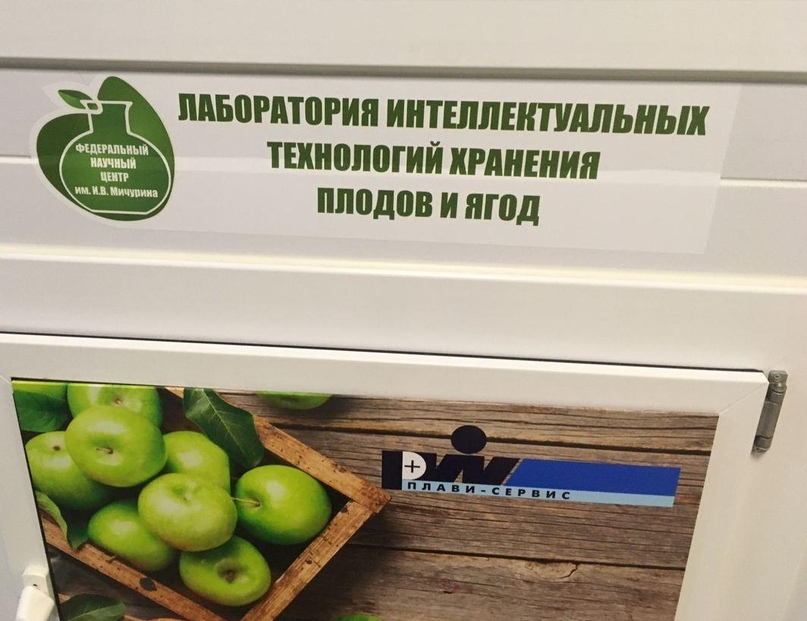 ФЕДЕРАЛЬНЫЙ
НАУЧНЫЙ
ЦЕНТР
им. И.В. Мичурина
ЛАБОРАТОРИЯ ИНТЕЛЛЕКТУАЛЬНЫХ
ТЕХНОЛОГИЙ ХРАНЕНИЯ
ПЛОДОВ И ЯГОД
ПЛАВИ-СЕРВИС